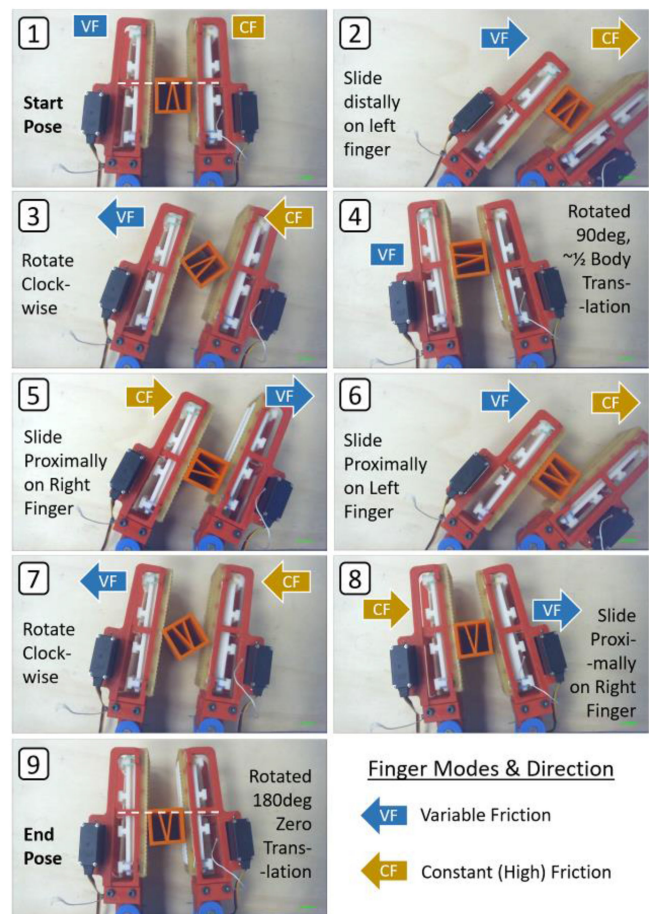 1
VF
CF
Start
Pose
2
VF
CF
Slide
distally
on left
finger
3
VF
CF
Rotate
Clock-
wise
4
VF
Rotated
90deg,
~½ Body
Trans-
-lation
5
CF
VF
Slide
Proximally
on Right
Finger
6
VF
CF
Slide
Proximally
on Left
Finger
7
VF
CF
Rotate
Clock-
wise
8
CF
VF
Slide
Proxi-
-mally
on Right
Finger
9
End
Pose
Rotated
180deg
Zero
Trans-
-lation
Finger Modes & Direction
VF Variable Friction
CF Constant (High) Friction